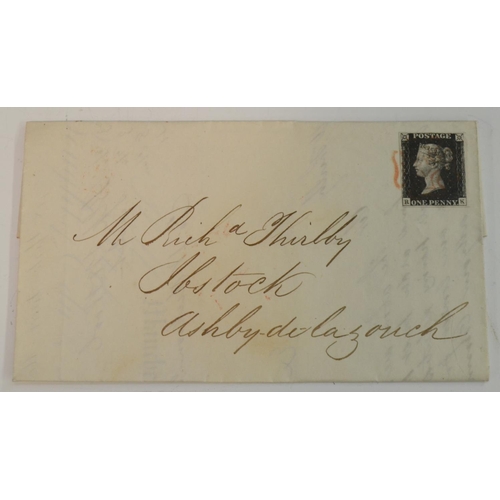 POSTAGE
ONE PENNY
Mr Richd Thirlby
Ibstock
Ashby-de la zouch